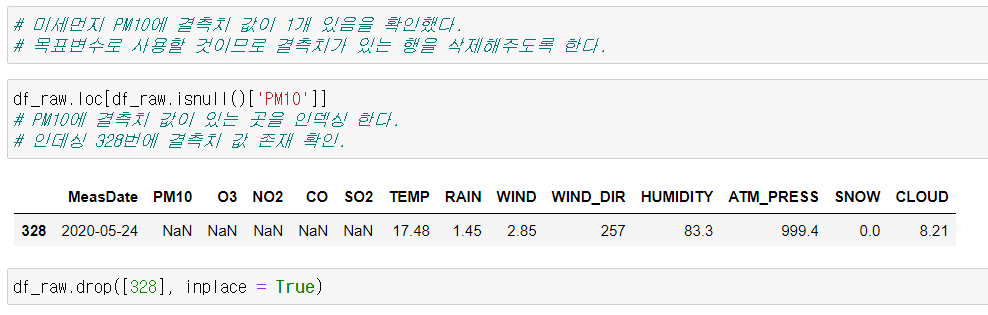 # 미세먼지 PM10에 결측치 값이 1개 있음을 확인했다.
# 목표변수로 사용할 것이므로 결측치가 있는 행을 삭제해주도록 한다.
df_raw.loc[df_raw.isnull()['PM10']]
# PM10에 결측치 값이 있는 곳을 인덱싱 한다.
# 인데싱 328번에 결측치 값 존재 확인.
MeasDate PM10 O3 NO2 CO SO2 TEMP RAIN WIND WIND_DIR HUMIDITY ATM_PRESS SNOW CLOUD
328 2020-05-24 NaN NaN NaN NaN NaN 17.48 1.45 2.85 257 83.3 999.4 0.0 8.21
df_raw.drop([328], inplace = True)